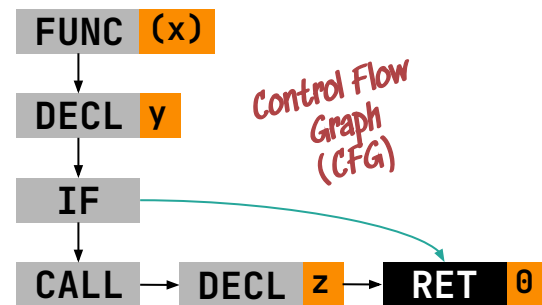 FUNC (x)
DECL y
Control Flow
Graph
(CFG)
IF
CALL DECL z RET 0